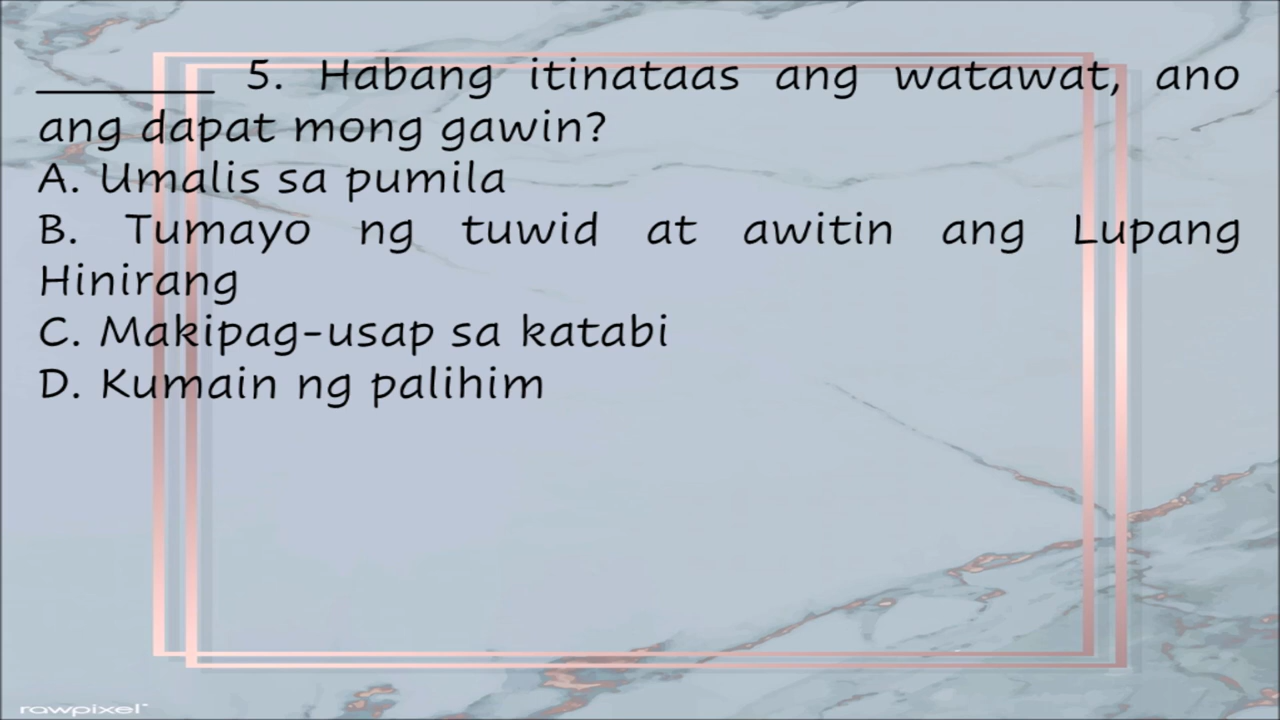 _______ 5. Habang itinataas ang watawat, ano
ang dapat mong gawin?
A. Umalis sa pumila
B. Tumayo ng tuwid at awitin ang Lupang
Hinirang
C. Makipag-usap sa katabi
D. Kumain ng palihim
rawpixel